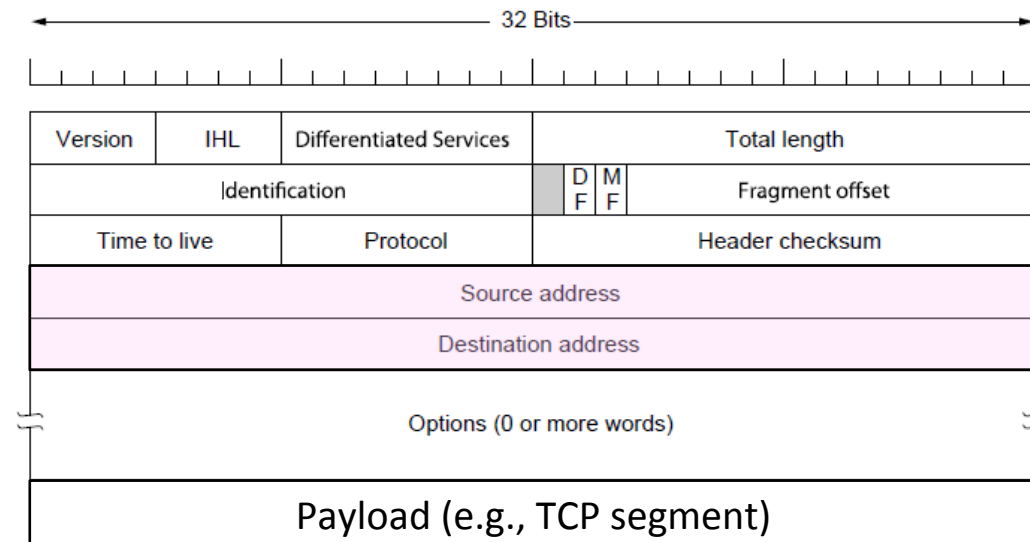 32 Bits
Version IHL Differentiated Services Total length
Identification D F M F Fragment offset
Time to live Protocol Header checksum
Source address
Destination address
Options (0 or more words)
Payload (e.g., TCP segment)